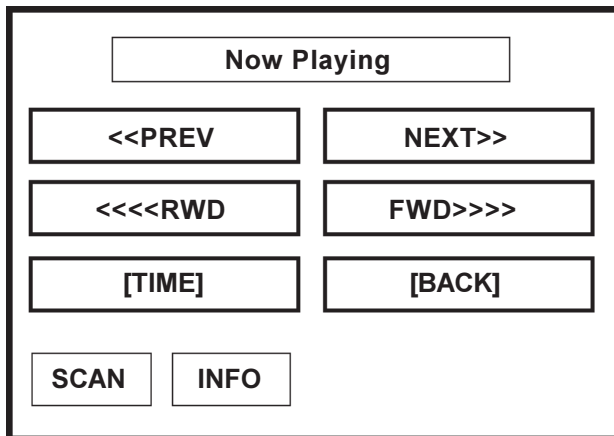 Now Playing
<<PREV NEXT>>
<<<<RWD FWD>>>>
[TIME] [BACK]
SCAN INFO